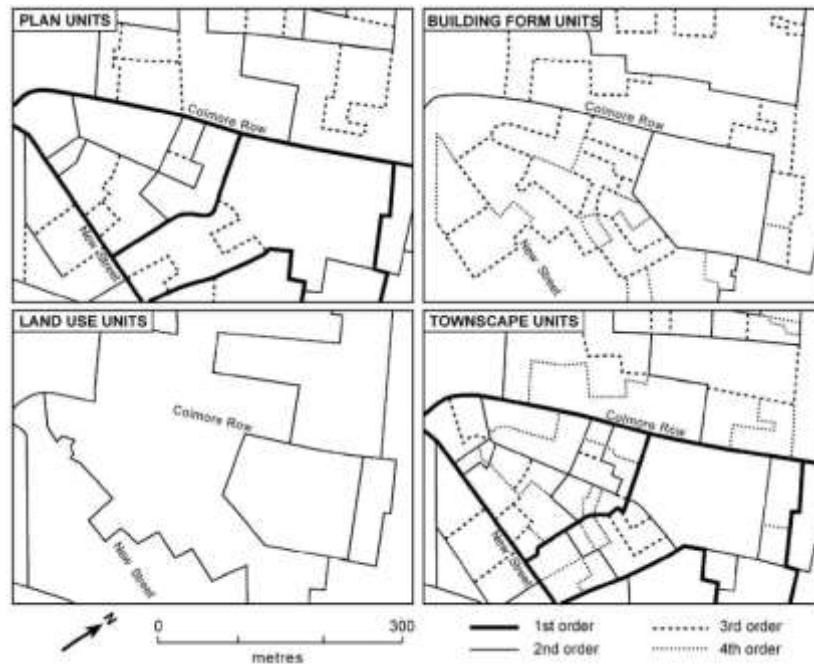 PLAN UNITS
Colmore Row
New Street
BUILDING FORM UNITS
Colmore Row
New Street
LAND USE UNITS
Colmore Row
New Street
TOWNSCAPE UNITS
Colmore Row
New Street
N
0 300
metres
1st order 3rd order
2nd order 4th order